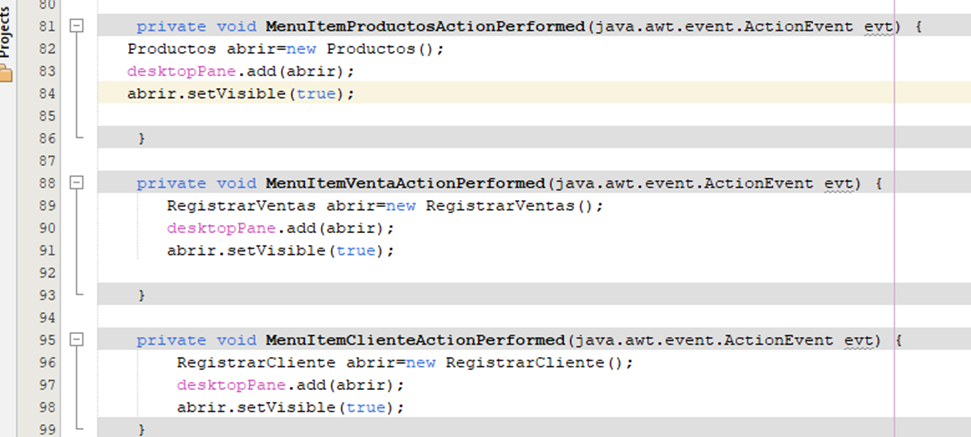 Projects
80
81 private void MenuItemProductosActionPerformed(java.awt.event.ActionEvent evt) {
82 Productos abrir=new Productos();
83 desktopPane.add(abrir);
84 abrir.setVisible(true);
85
86 }
87
88 private void MenuItemVentaActionPerformed(java.awt.event.ActionEvent evt) {
89 RegistrarVentas abrir=new RegistrarVentas();
90 desktopPane.add(abrir);
91 abrir.setVisible(true);
92
93 }
94
95 private void MenuItemClienteActionPerformed(java.awt.event.ActionEvent evt) {
96 RegistrarCliente abrir=new RegistrarCliente();
97 desktopPane.add(abrir);
98 abrir.setVisible(true);
99 }